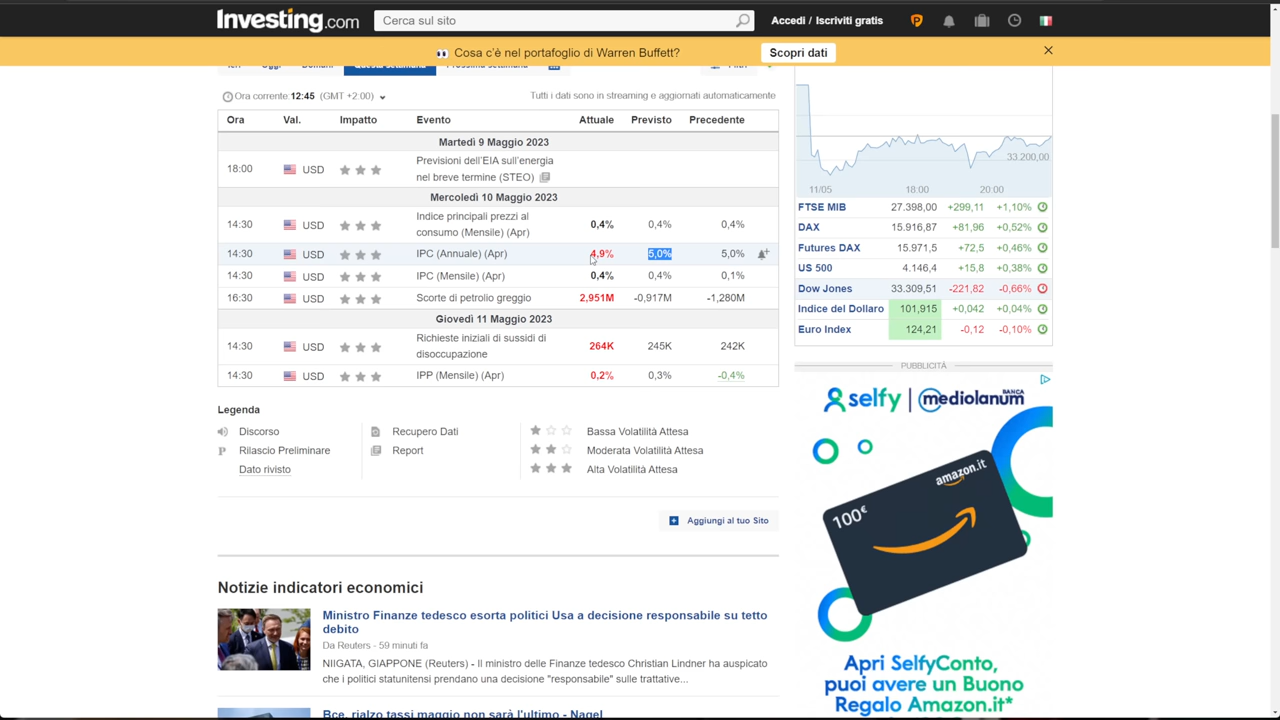 Investing.com
Cerca sul sito
Accedi / Iscriviti gratis
👀 Cosa c'è nel portafoglio di Warren Buffett?
Scopri dati
Ora corrente: 12:45 (GMT +2:00)
Tutti i dati sono in streaming e aggiornati automaticamente
Ora Val. Impatto Evento Attuale Previsto Precedente
Martedì 9 Maggio 2023
18:00 USD Previsioni dell'EIA sull'energia
nel breve termine (STEO)
Mercoledì 10 Maggio 2023
14:30 USD Indice principali prezzi al
consumo (Mensile) (Apr) 0,4% 0,4% 0,4%
14:30 USD IPC (Annuale) (Apr) 4,9% 5,0% 5,0%
14:30 USD IPC (Mensile) (Apr) 0,4% 0,4% 0,1%
16:30 USD Scorte di petrolio greggio 2,951M -0,917M -1,280M
Giovedì 11 Maggio 2023
14:30 USD Richieste iniziali di sussidi di
disoccupazione 264K 245K 242K
14:30 USD IPP (Mensile) (Apr) 0,2% 0,3% -0,4%
Legenda
Discorso
Rilascio Preliminare
Dato rivisto
Recupero Dati
Report
Bassa Volatilità Attesa
Moderata Volatilità Attesa
Alta Volatilità Attesa
Aggiungi al tuo Sito
Notizie indicatori economici
Ministro Finanze tedesco esorta politici Usa a decisione responsabile su tetto
debito
Da Reuters - 59 minuti fa
NIIGATA, GIAPPONE (Reuters) - Il ministro delle Finanze tedesco Christian Lindner ha auspicato
che i politici statunitensi prendano una decisione "responsabile" sulle trattative...
Bce, rialzo tassi maggio non sarà l'ultimo - Nagel
33.200,00
11/05 18:00 20:00
FTSE MIB 27.398,00 +299,11 +1,10%
DAX 15.916,87 +81,96 +0,52%
Futures DAX 15.971,5 +72,5 +0,46%
US 500 4.146,4 +15,8 +0,38%
Dow Jones 33.309,51 -221,82 -0,66%
Indice del Dollaro 101,915 +0,042 +0,04%
Euro Index 124,21 -0,12 -0,10%
PUBBLICITÀ
selfy | BANCA mediolanum
amazon.it
100€
Apri SelfyConto,
puoi avere un Buono
Regalo Amazon.it*